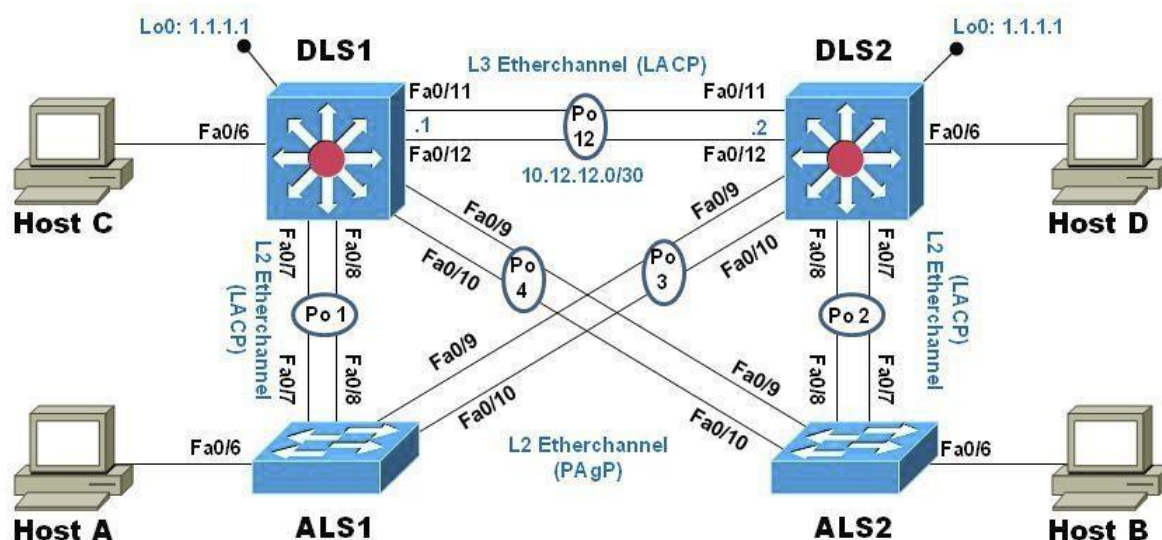 Lo0: 1.1.1.1
Lo0: 1.1.1.1
DLS1
DLS2
L3 Etherchannel (LACP)
Fa0/11
Fa0/11
Fa0/6
.1
Po
12
.2
Fa0/6
Fa0/12
Fa0/12
10.12.12.0/30
Host C
Host D
Fa0/9
Fa0/9
Fa0/7
Fa0/8
Fa0/10
Po
4
Po
3
Fa0/10
Fa0/8
Fa0/7
L2 Etherchannel
(LACP)
Po 1
Po 2
(LACP)
L2 Etherchannel
Fa0/7
Fa0/8
Fa0/9
Fa0/9
Fa0/8
Fa0/7
Fa0/10
Fa0/10
Fa0/6
L2 Etherchannel
(PAgP)
Fa0/6
Host A
ALS1
ALS2
Host B